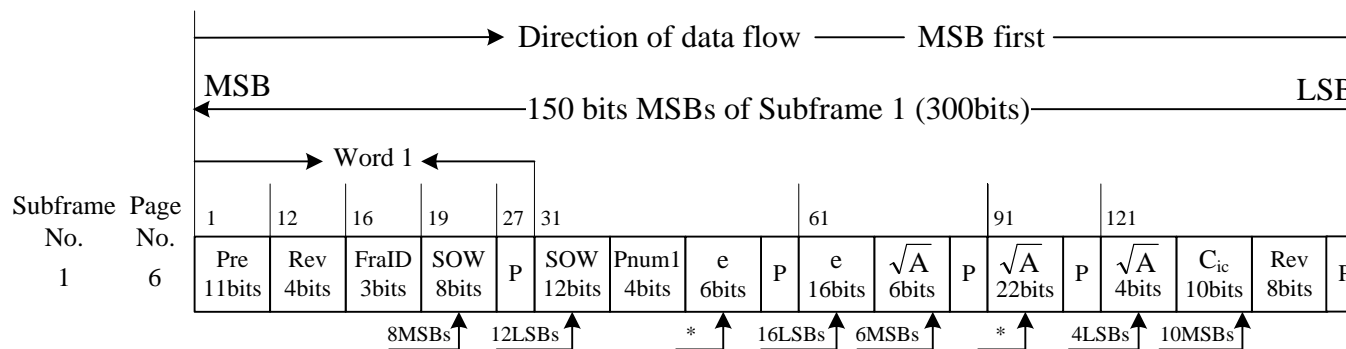 Direction of data flow MSB first
MSB LSB
150 bits MSBs of Subframe 1 (300bits)
Word 1
Subframe No. Page No.
1 12 16 19 27 31 61 91 121
1 6
Pre 11bits
Rev 4bits
FraID 3bits
SOW 8bits
P
SOW 12bits
Pnum1 4bits
e 6bits
P
e 16bits
√A 6bits
P
√A 22bits
P
√A 4bits
Cic 10bits
Rev 8bits
P
8MSBs 12LSBs * 16LSBs 6MSBs * 4LSBs 10MSBs